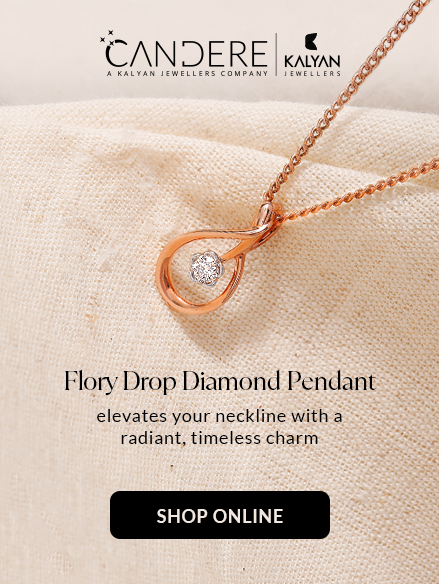 CANDERE
A KALYAN JEWELLERS COMPANY
KALYAN
JEWELLERS
Flory Drop Diamond Pendant
elevates your neckline with a
radiant, timeless charm
SHOP ONLINE